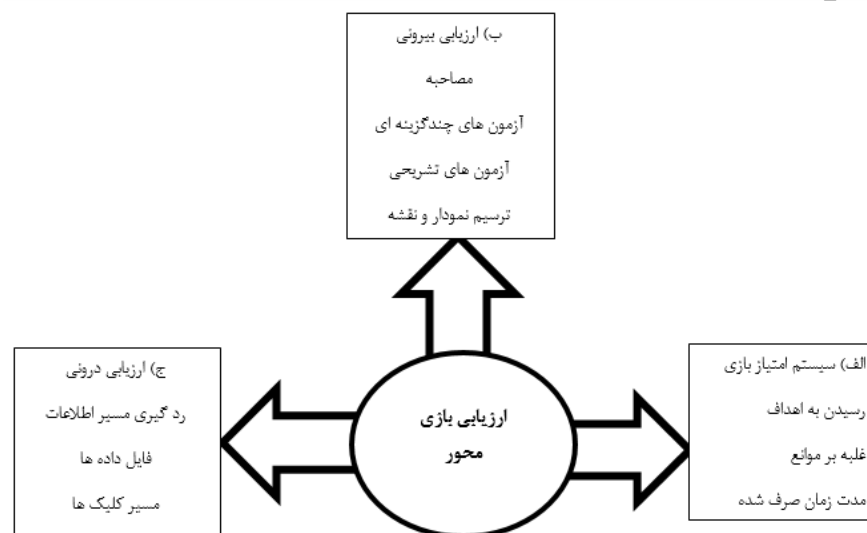 ب) ارزیابی بیرونی
مصاحبه
آزمون های چندگزینه ای
آزمون های تشریحی
ترسیم نمودار و نقشه
الف) سیستم امتیاز بازی
رسیدن به اهداف
غلبه بر موانع
مدت زمان صرف شده
ارزیابی بازی
محور
ج) ارزیابی درونی
رد گیری مسیر اطلاعات
فایل داده ها
مسیر کلیک ها